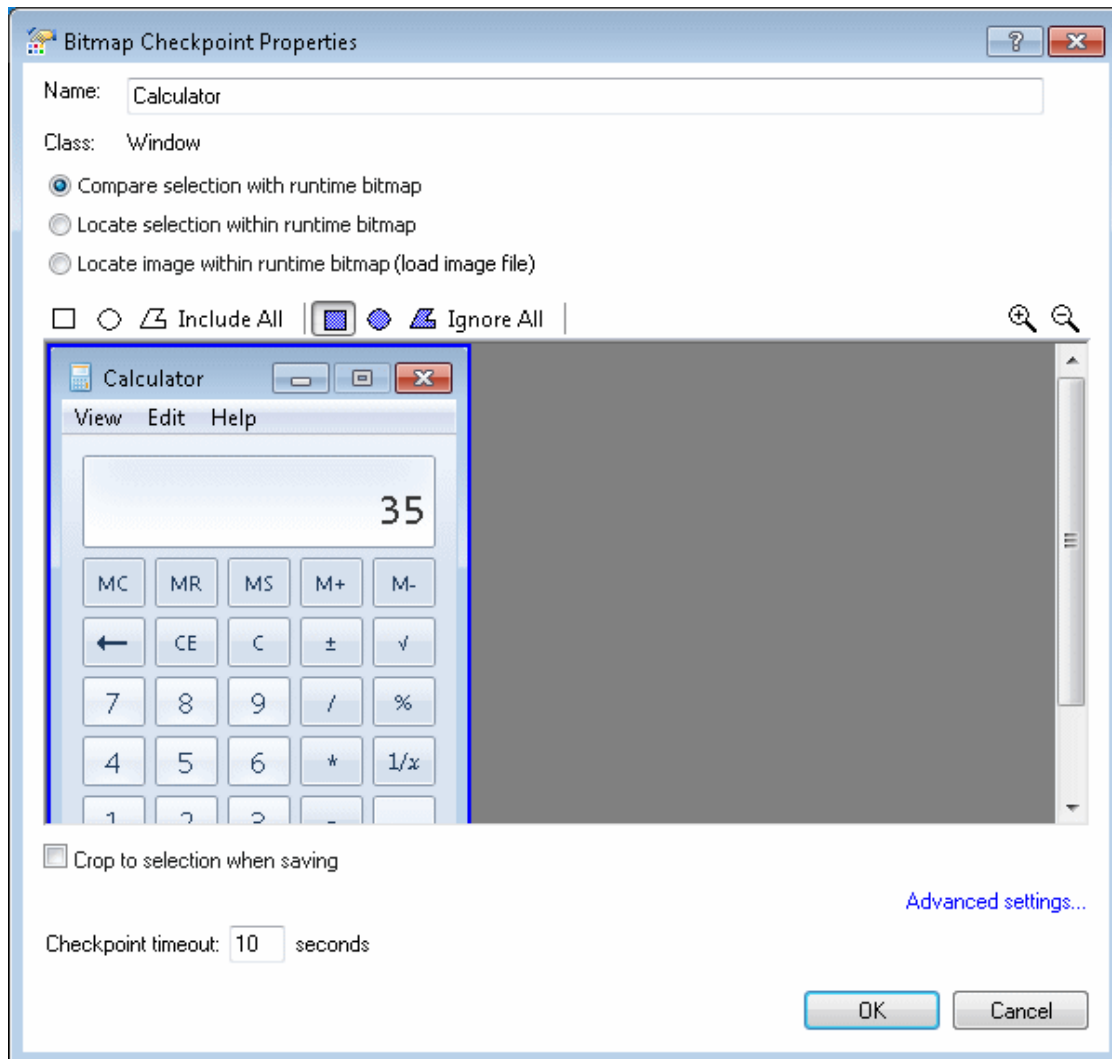 Bitmap Checkpoint Properties
Name: Calculator
Class: Window
Compare selection with runtime bitmap
Locate selection within runtime bitmap
Locate image within runtime bitmap (load image file)
Include All Ignore All
Calculator
View Edit Help
35
MC MR MS M+ M-
← CE C ± √
7 8 9 / %
4 5 6 * 1/x
1 2 3 -
Crop to selection when saving
Advanced settings...
Checkpoint timeout: 10 seconds
OK Cancel